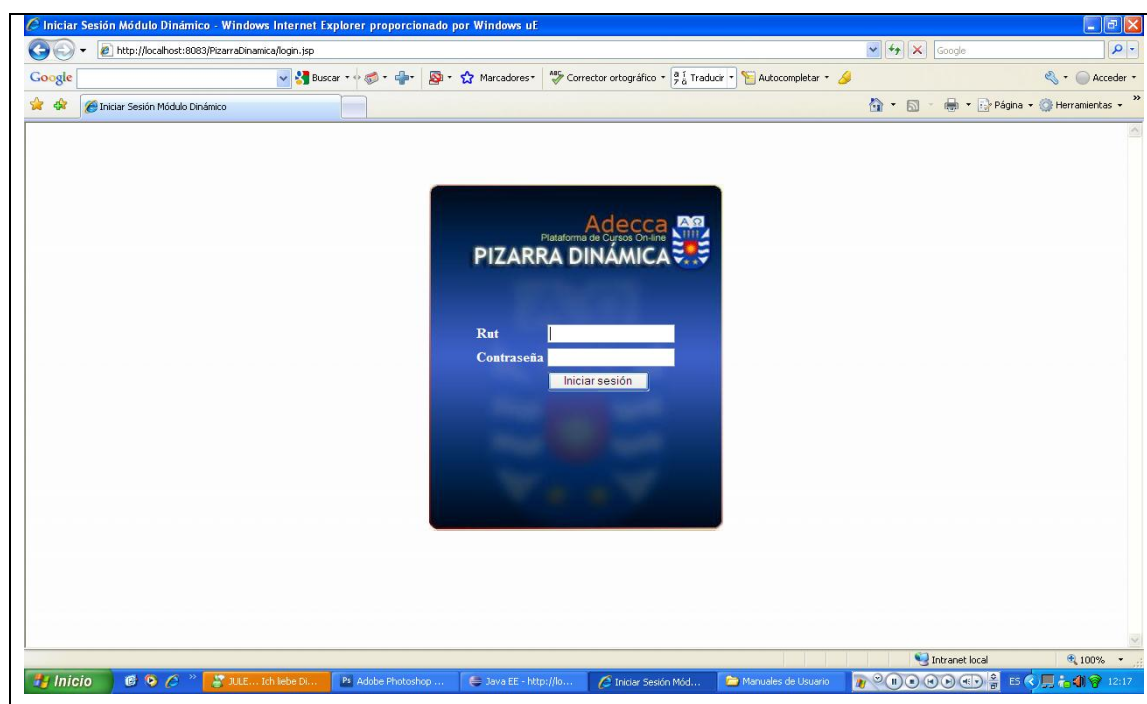 Iniciar Sesión Módulo Dinámico - Windows Internet Explorer proporcionado por Windows uE
http://localhost:8083/PizarraDinamica/login.jsp
Google
Google
Buscar
Marcadores
Corrector ortográfico
Traducir
Autocompletar
Acceder
Iniciar Sesión Módulo Dinámico
Página
Herramientas
Adecca
Plataforma de Cursos On-line
PIZARRA DINÁMICA
ΑΩ
Rut
Contraseña
Iniciar sesión
Intranet local
100%
Inicio
JULE... Ich liebe Di...
Adobe Photoshop ...
Java EE - http://lo...
Iniciar Sesión Mód...
Manuales de Usuario
ES
12:17